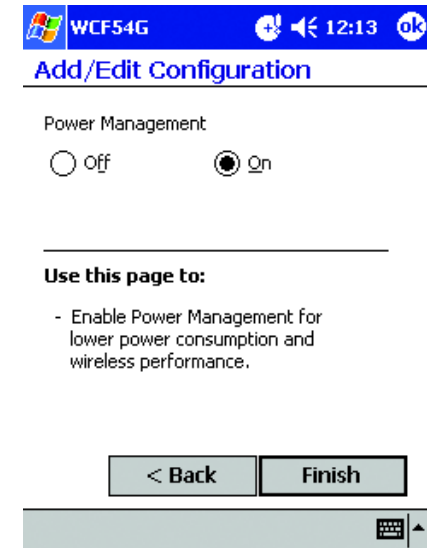 WCF54G 12:13 ok
Add/Edit Configuration
Power Management
Off On
Use this page to:
- Enable Power Management for
lower power consumption and
wireless performance.
< Back Finish